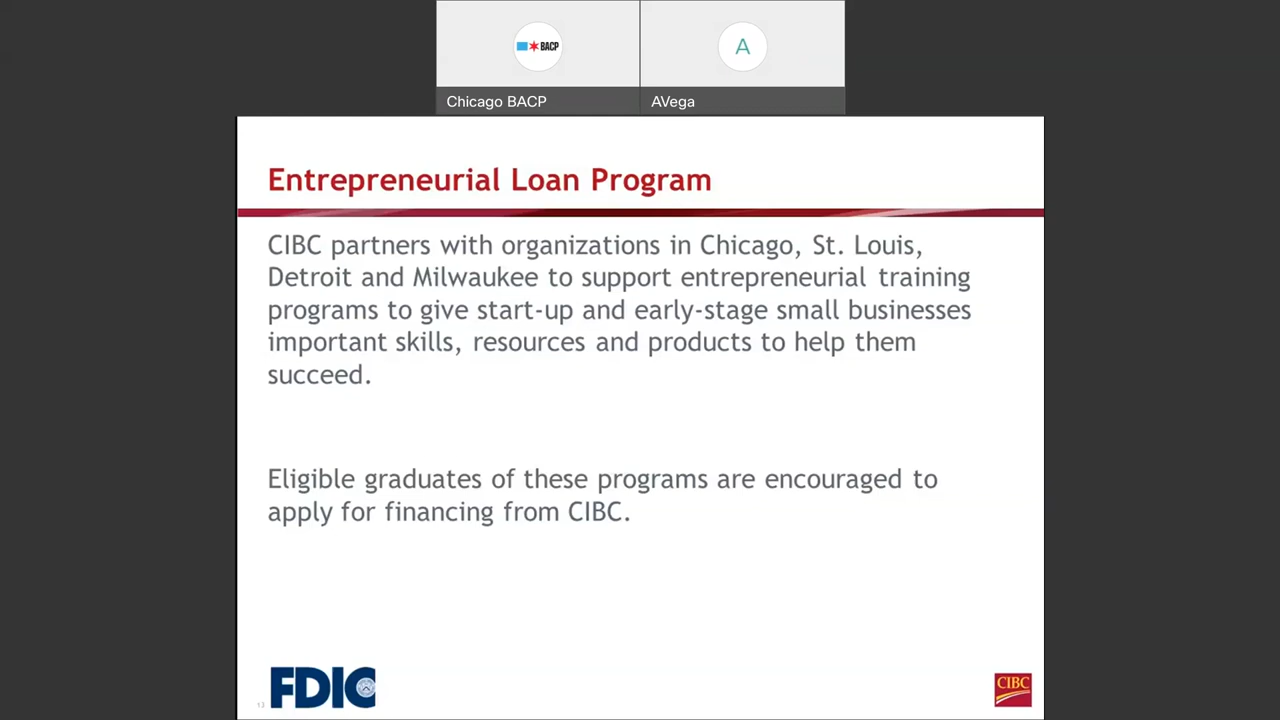 BACP
A
Chicago BACP
AVega
Entrepreneurial Loan Program
CIBC partners with organizations in Chicago, St. Louis,
Detroit and Milwaukee to support entrepreneurial training
programs to give start-up and early-stage small businesses
important skills, resources and products to help them
succeed.
Eligible graduates of these programs are encouraged to
apply for financing from CIBC.
13
FDIC
CIBC